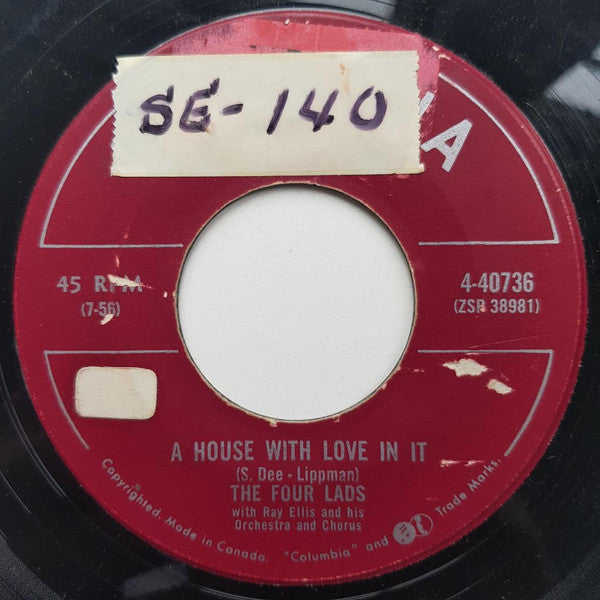 SE-140
IA
45 RPM
(7-56)
4-40736
(ZSP 38981)
A HOUSE WITH LOVE IN IT
(S. Dee - Lippman)
THE FOUR LADS
with Ray Ellis and his
Orchestra and Chorus
Copyrighted. Made in Canada. "Columbia" and Trade Marks.